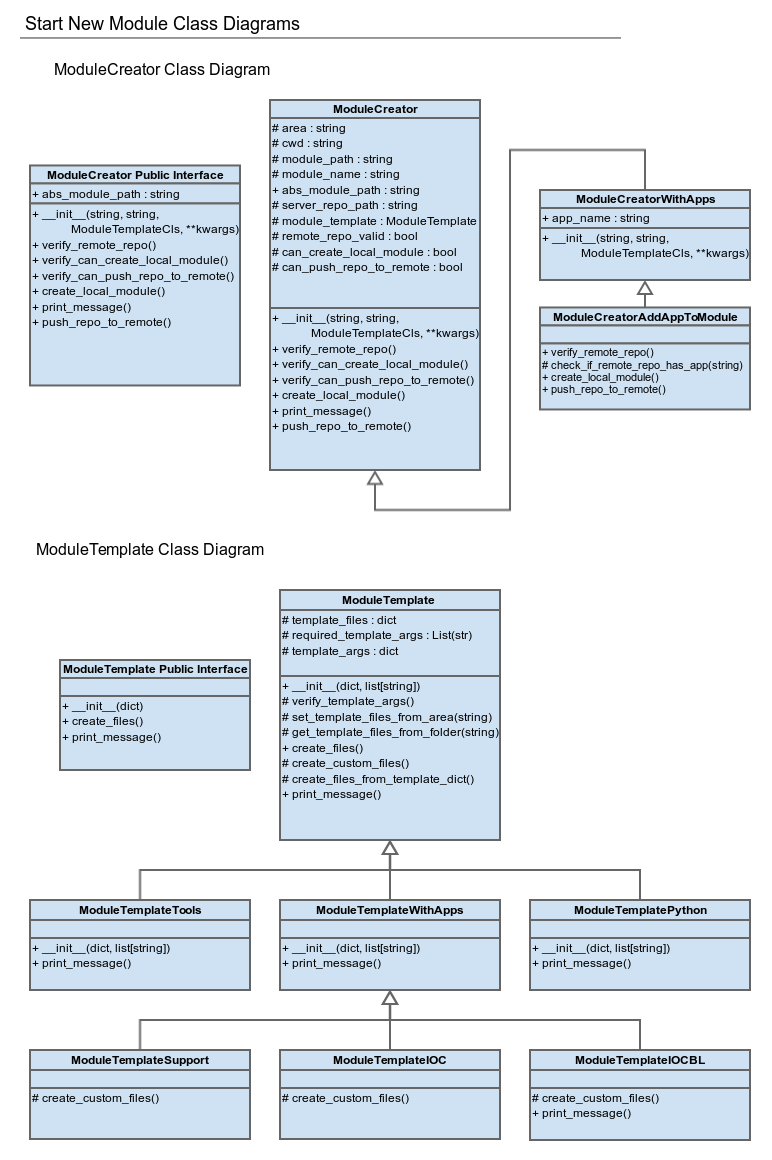 Start New Module Class Diagrams
ModuleCreator Class Diagram
ModuleCreator Public Interface
+ abs_module_path : string
+ __init__(string, string,
ModuleTemplateCls, **kwargs)
+ verify_remote_repo()
+ verify_can_create_local_module()
+ verify_can_push_repo_to_remote()
+ create_local_module()
+ print_message()
+ push_repo_to_remote()
ModuleCreator
# area : string
# cwd : string
# module_path : string
# module_name : string
+ abs_module_path : string
# server_repo_path : string
# module_template : ModuleTemplate
# remote_repo_valid : bool
# can_create_local_module : bool
# can_push_repo_to_remote : bool
+ __init__(string, string,
ModuleTemplateCls, **kwargs)
+ verify_remote_repo()
+ verify_can_create_local_module()
+ verify_can_push_repo_to_remote()
+ create_local_module()
+ print_message()
+ push_repo_to_remote()
ModuleCreatorWithApps
+ app_name : string
+ __init__(string, string,
ModuleTemplateCls, **kwargs)
ModuleCreatorAddAppToModule
+ verify_remote_repo()
# check_if_remote_repo_has_app(string)
+ create_local_module()
+ push_repo_to_remote()
ModuleTemplate Class Diagram
ModuleTemplate Public Interface
+ __init__(dict)
+ create_files()
+ print_message()
ModuleTemplate
# template_files : dict
# required_template_args : List(str)
# template_args : dict
+ __init__(dict, list[string])
# verify_template_args()
# set_template_files_from_area(string)
# get_template_files_from_folder(string)
+ create_files()
# create_custom_files()
# create_files_from_template_dict()
+ print_message()
ModuleTemplateTools
+ __init__(dict, list[string])
+ print_message()
ModuleTemplateWithApps
+ __init__(dict, list[string])
+ print_message()
ModuleTemplatePython
+ __init__(dict, list[string])
+ print_message()
ModuleTemplateSupport
# create_custom_files()
ModuleTemplateIOC
# create_custom_files()
ModuleTemplateIOCBL
# create_custom_files()
+ print_message()